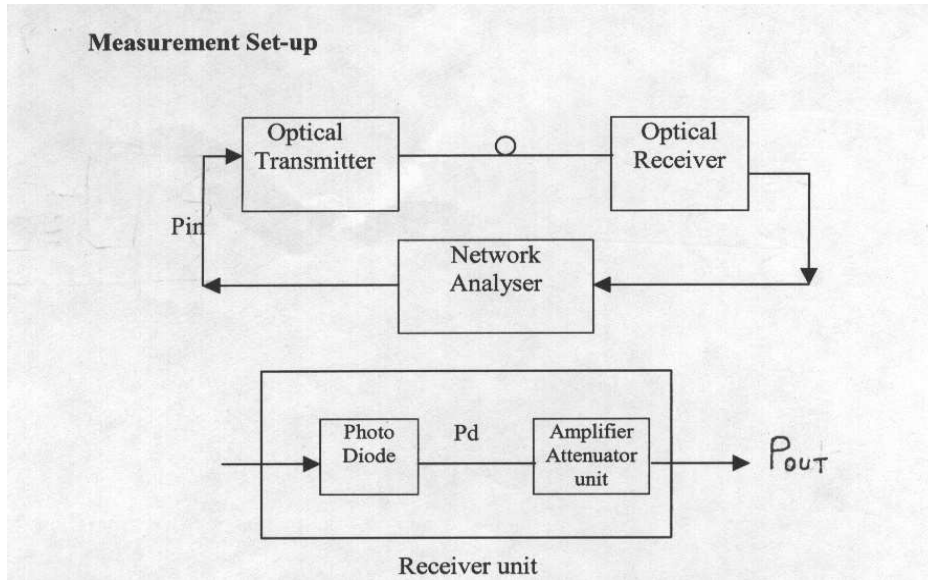 Measurement Set-up
Optical
Transmitter
Optical
Receiver
Pin
Network
Analyser
Photo
Diode
Pd
Amplifier
Attenuator
unit
POUT
Receiver unit